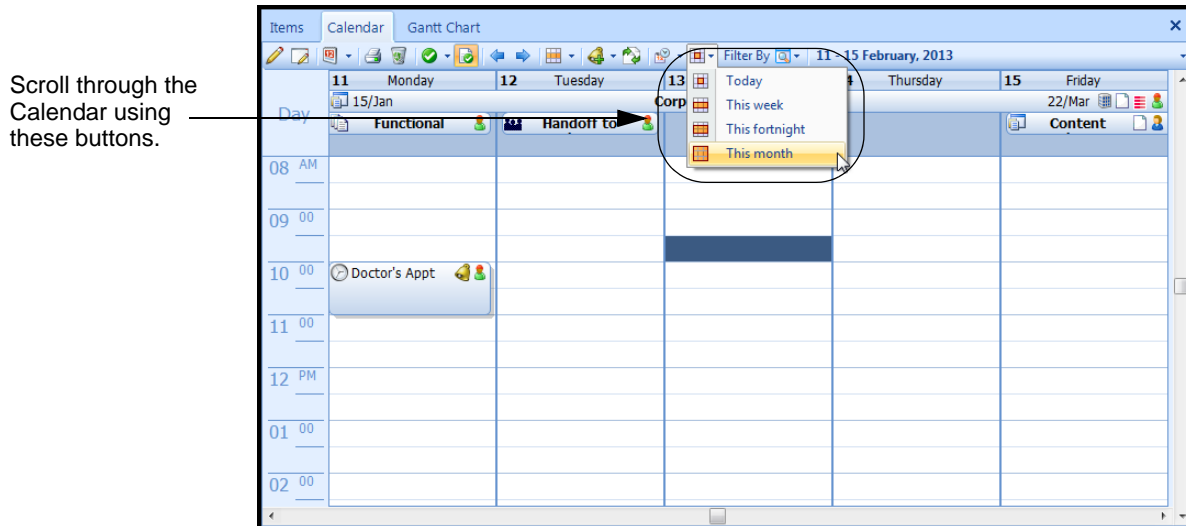 Scroll through the
Calendar using
these buttons.
Items Calendar Gantt Chart
Filter By 11 - 15 February, 2013
11 Monday 12 Tuesday 13 4 Thursday 15 Friday
15/Jan Corp 22/Mar
Day
Functional Handoff to Content
Today
This week
This fortnight
This month
08 AM
09 00
10 00 Doctor's Appt
11 00
12 PM
01 00
02 00